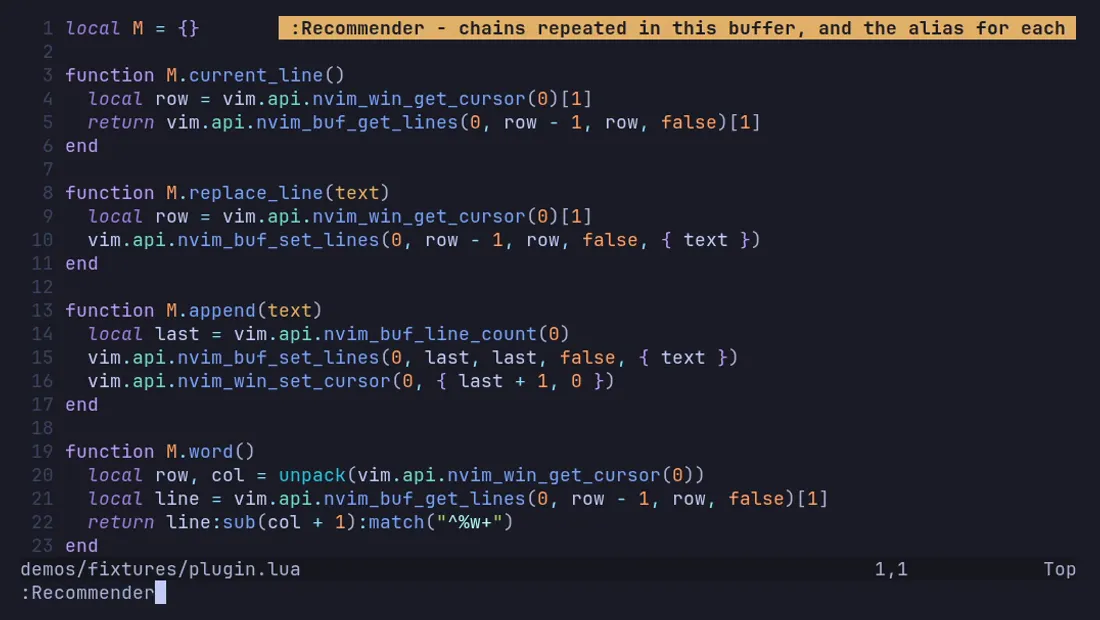 1 local M = {} :Recommender - chains repeated in this buffer, and the alias for each
2
3 function M.current_line()
4   local row = vim.api.nvim_win_get_cursor(0)[1]
5   return vim.api.nvim_buf_get_lines(0, row - 1, row, false)[1]
6 end
7
8 function M.replace_line(text)
9   local row = vim.api.nvim_win_get_cursor(0)[1]
10   vim.api.nvim_buf_set_lines(0, row - 1, row, false, { text })
11 end
12
13 function M.append(text)
14   local last = vim.api.nvim_buf_line_count(0)
15   vim.api.nvim_buf_set_lines(0, last, last, false, { text })
16   vim.api.nvim_win_set_cursor(0, { last + 1, 0 })
17 end
18
19 function M.word()
20   local row, col = unpack(vim.api.nvim_win_get_cursor(0))
21   local line = vim.api.nvim_buf_get_lines(0, row - 1, row, false)[1]
22   return line:sub(col + 1):match("^%w+")
23 end
demos/fixtures/plugin.lua 1,1 Top
:Recommender